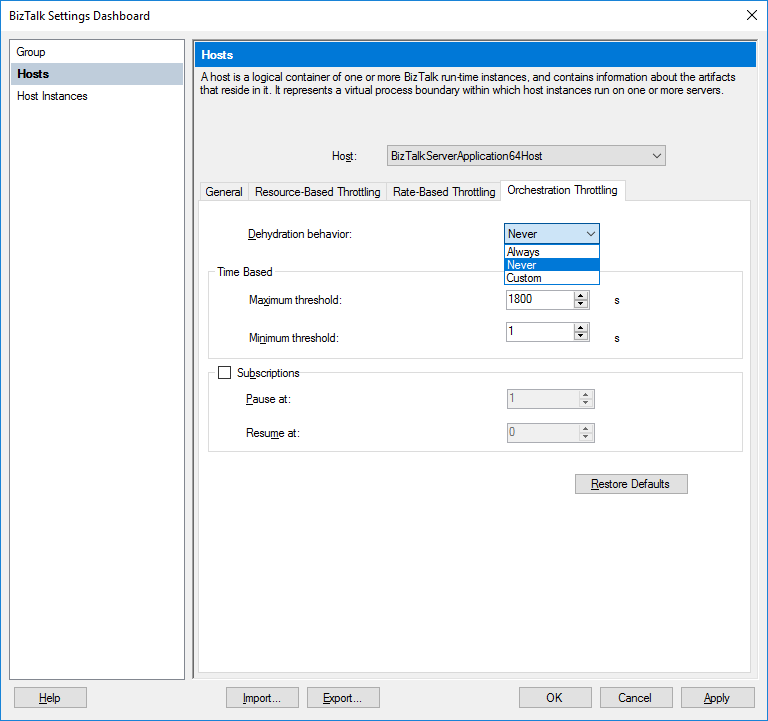 BizTalk Settings Dashboard
Group
Hosts
Host Instances
Hosts
A host is a logical container of one or more BizTalk run-time instances, and contains information about the artifacts
that reside in it. It represents a virtual process boundary within which host instances run on one or more servers.
Host: BizTalkServerApplication64Host
General Resource-Based Throttling Rate-Based Throttling Orchestration Throttling
Dehydration behavior: Never
Always
Never
Custom
Time Based
Maximum threshold: 1800 s
Minimum threshold: 1 s
Subscriptions
Pause at: 1
Resume at: 0
Restore Defaults
Help Import... Export... OK Cancel Apply